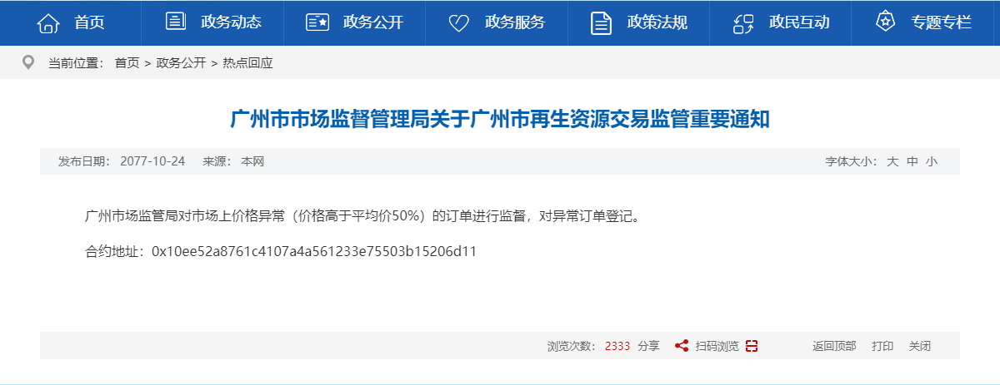 首页 政务动态 政务公开 政务服务 政策法规 政民互动 专题专栏
当前位置： 首页 > 政务公开 > 热点回应
广州市市场监督管理局关于广州市再生资源交易监管重要通知
发布日期： 2077-10-24 来源： 本网 字体大小： 大 中 小
广州市场监管局对市场上价格异常（价格高于平均价50%）的订单进行监督，对异常订单登记。
合约地址：0x10ee52a8761c4107a4a561233e75503b15206d11
浏览次数： 2333 分享 扫码浏览 返回顶部 打印 关闭